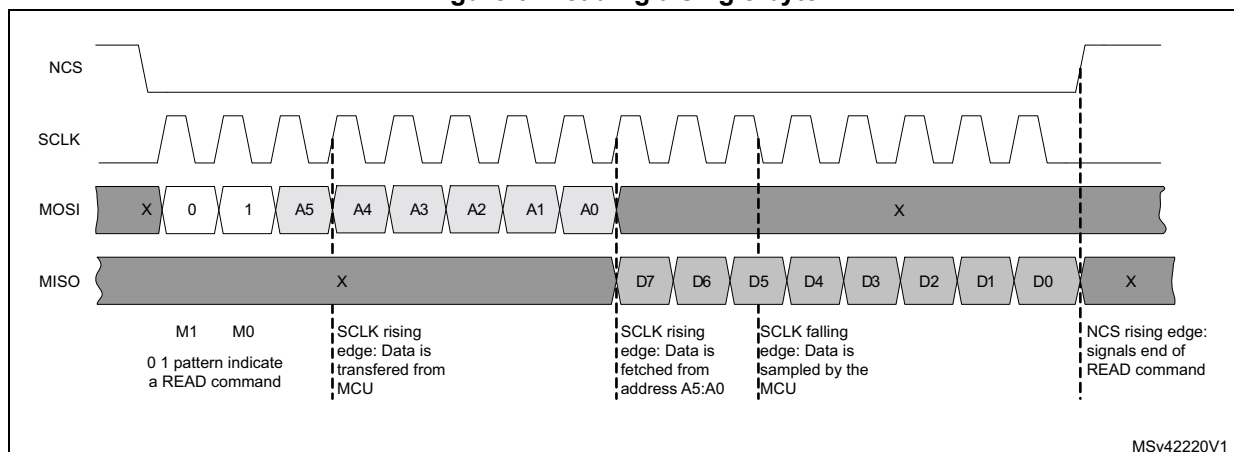 NCS
SCLK
MOSI X 0 1 A5 A4 A3 A2 A1 A0 X
MISO X D7 D6 D5 D4 D3 D2 D1 D0 X
M1 M0
0 1 pattern indicate
a READ command
SCLK rising
edge: Data is
transfered from
MCU
SCLK rising
edge: Data is
fetched from
address A5:A0
SCLK falling
edge: Data is
sampled by the
MCU
NCS rising edge:
signals end of
READ command
MSv42220V1